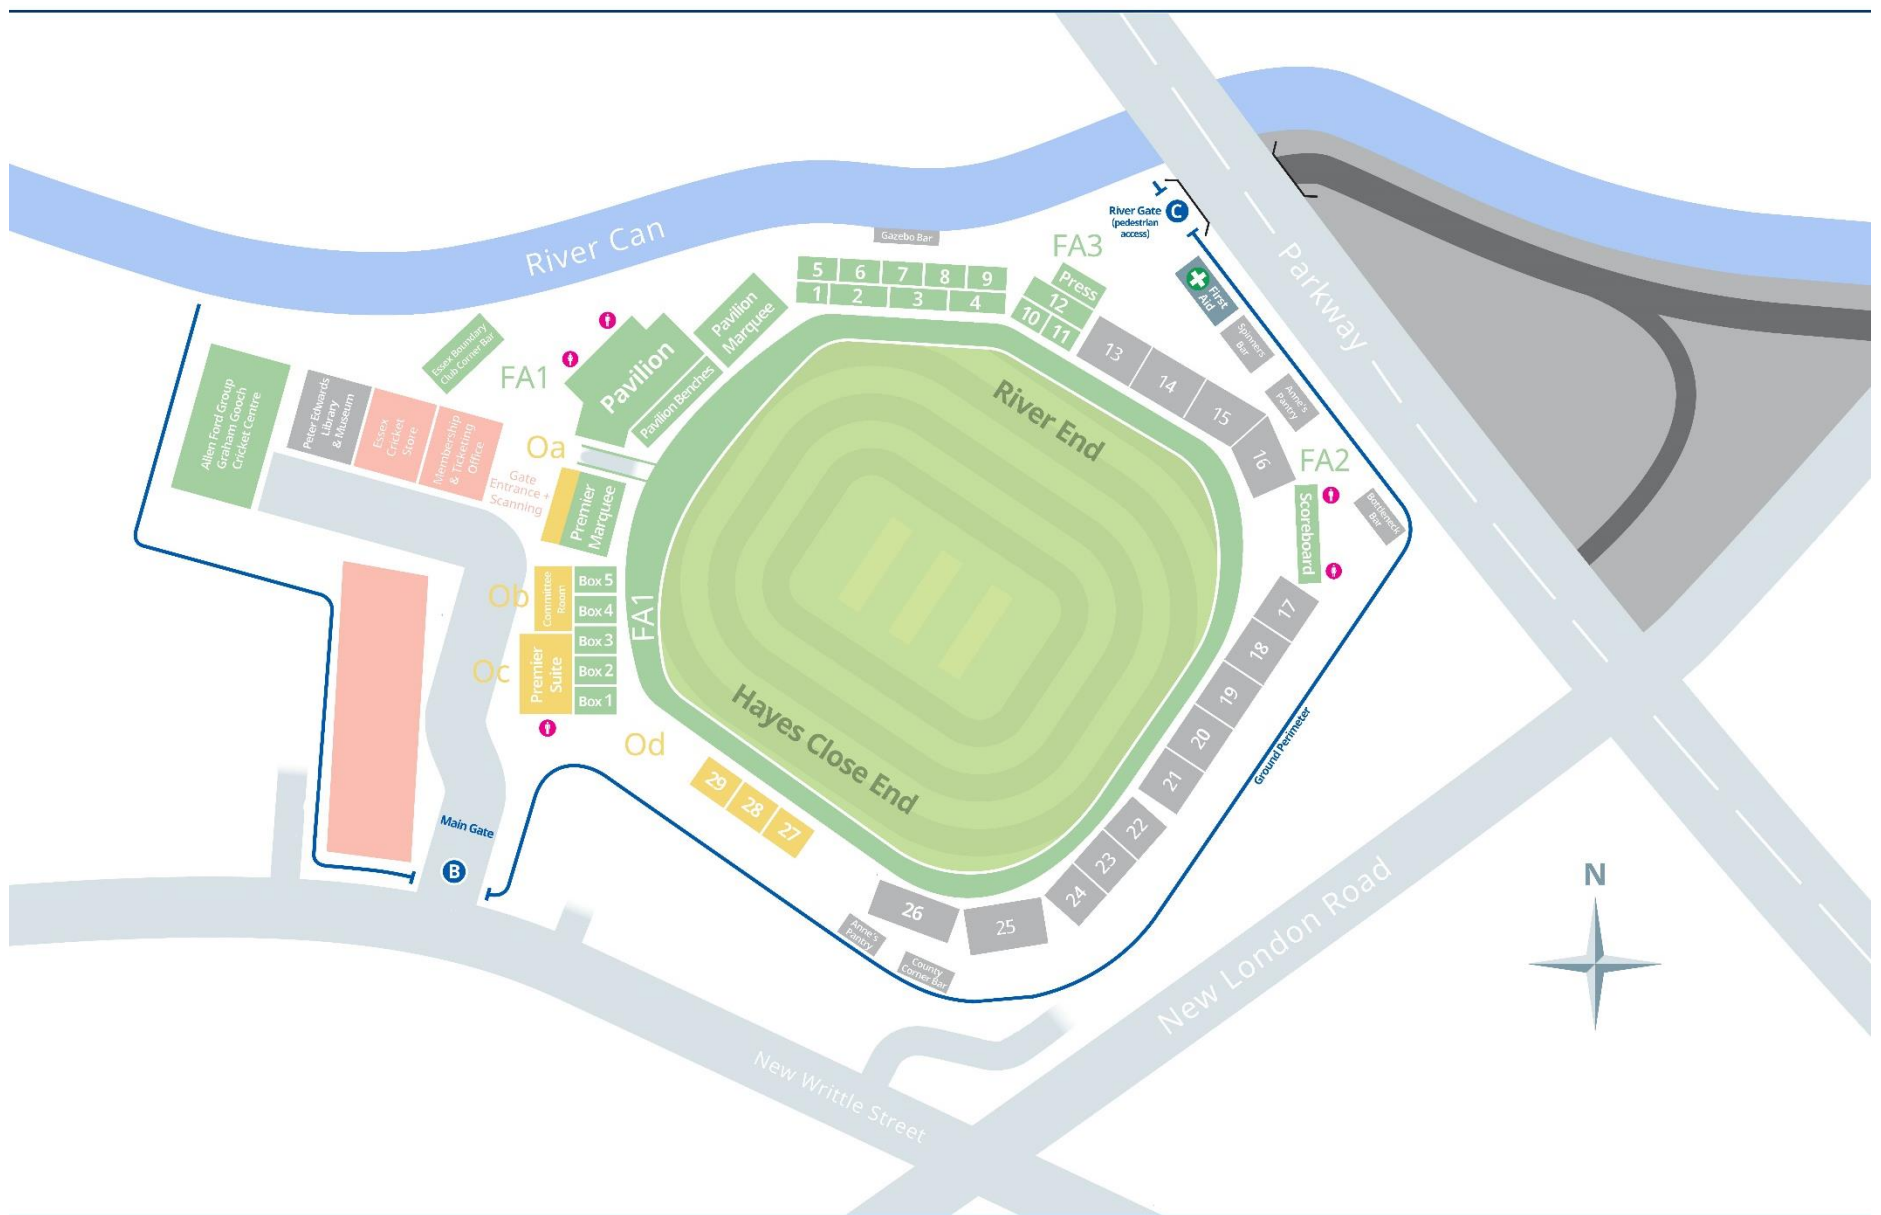 River Can
Parkway
River Gate
(pedestrian
access)
C
Gazebo Bar
FA3
Press
12
10
11
5
6
7
8
9
1
2
3
4
First
Aid
Spinners
Bar
Anne's
Pantry
13
14
15
16
FA2
Scoreboard
Bottleneck
Bar
Pavilion
Marquee
Pavilion
Pavilion Benches
Essex Boundary
Club Corner Bar
FA1
Allen Ford Group
Graham Gooch
Cricket Centre
Peter Edwards
Library
& Museum
Essex
Cricket
Store
Membership
& Ticketing
Office
Gate
Entrance +
Scanning
Oa
Premier
Marquee
Ob
Committee
Room
Box 5
Box 4
Box 3
Box 2
Box 1
Oc
Premier
Suite
FA1
River End
Hayes Close End
Od
29
28
27
17
18
19
20
21
22
23
24
25
26
Anne's
Pantry
County
Corner Bar
Ground Perimeter
Main Gate
B
New London Road
New Writtle Street
N